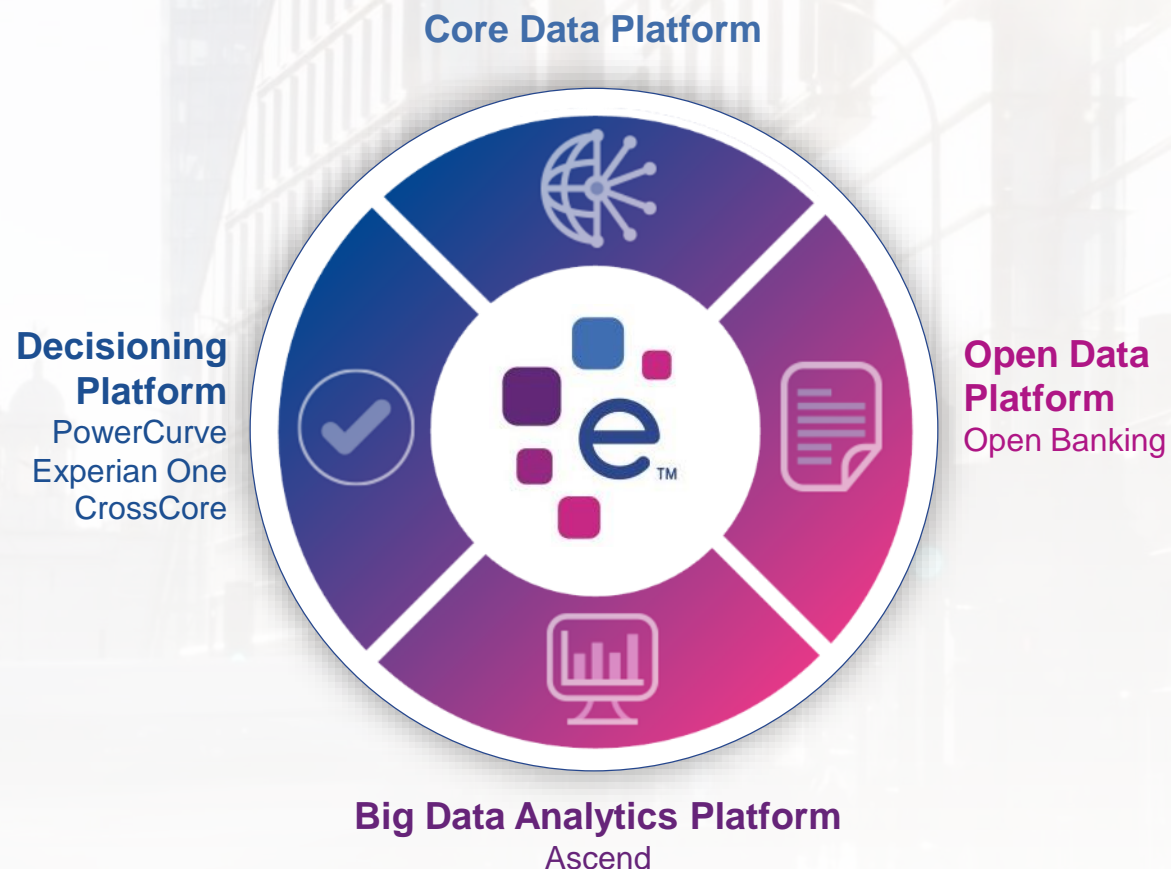 Core Data Platform
Decisioning
Platform
PowerCurve
Experian One
CrossCore
e
TM
Open Data
Platform
Open Banking
Big Data Analytics Platform
Ascend